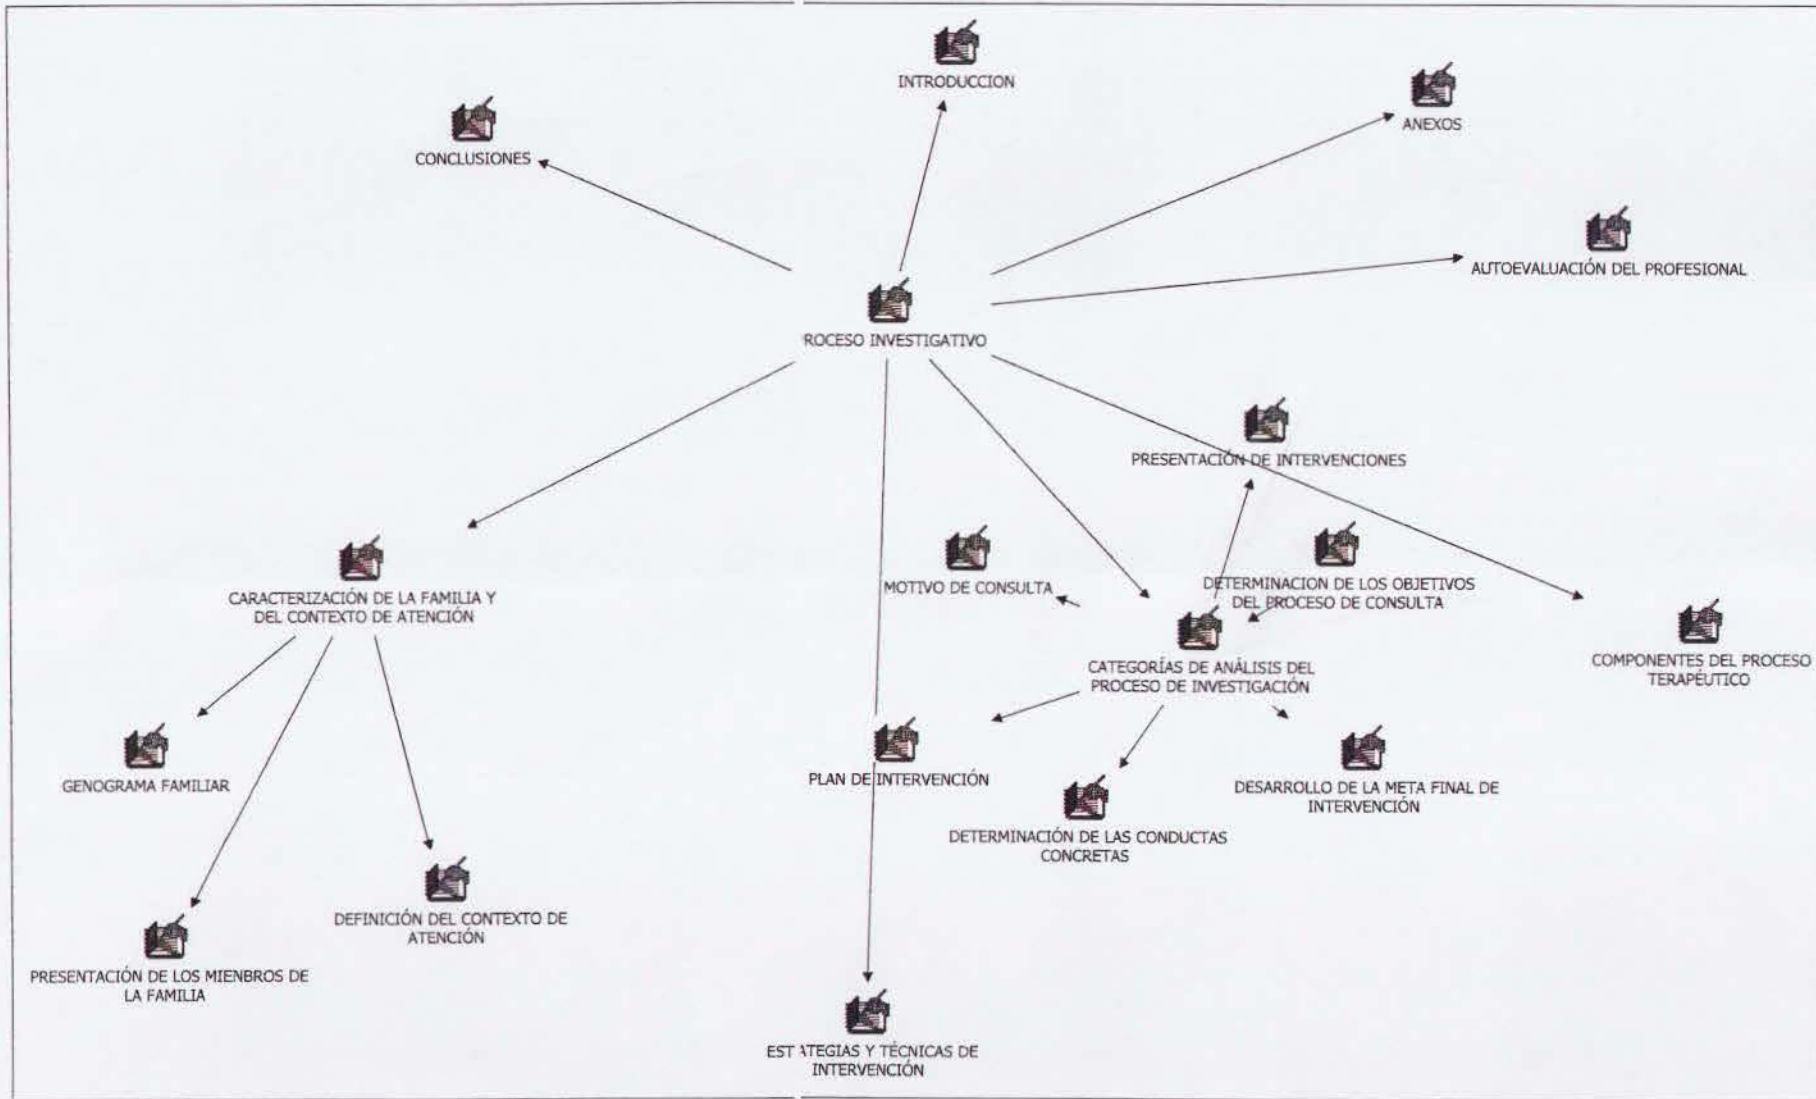 INTRODUCCION
ANEXOS
CONCLUSIONES
AUTOEVALUACIÓN DEL PROFESIONAL
ROCESO INVESTIGATIVO
PRESENTACIÓN DE INTERVENCIONES
MOTIVO DE CONSULTA
DETERMINACION DE LOS OBJETIVOS
DEL PROCESO DE CONSULTA
CARACTERIZACIÓN DE LA FAMILIA Y
DEL CONTEXTO DE ATENCIÓN
CATEGORÍAS DE ANÁLISIS DEL
PROCESO DE INVESTIGACIÓN
COMPONENTES DEL PROCESO
TERAPÉUTICO
GENOGRAMA FAMILIAR
PLAN DE INTERVENCIÓN
DESARROLLO DE LA META FINAL DE
INTERVENCIÓN
DETERMINACIÓN DE LAS CONDUCTAS
CONCRETAS
DEFINICIÓN DEL CONTEXTO DE
ATENCIÓN
PRESENTACIÓN DE LOS MIENBROS DE
LA FAMILIA
EST ATEGIAS Y TÉCNICAS DE
INTERVENCIÓN